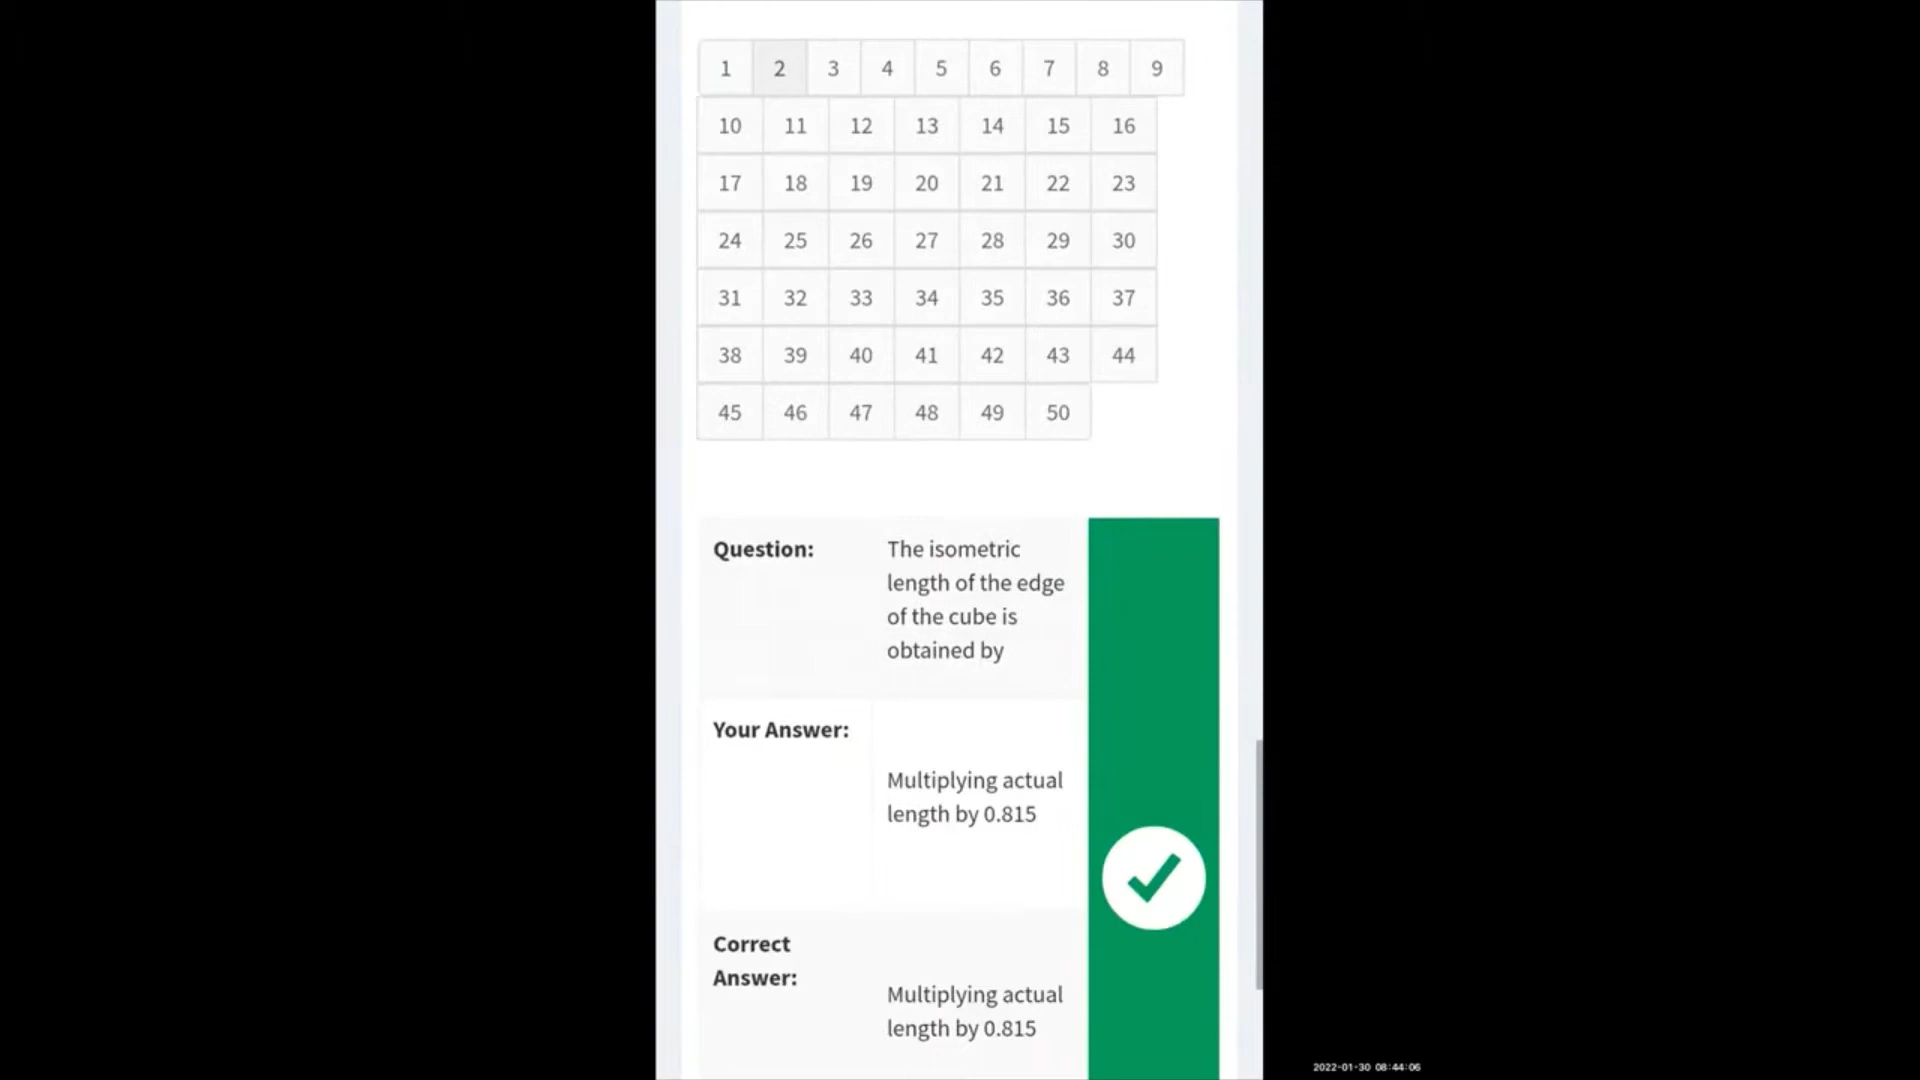 1 2 3 4 5 6 7 8 9
10 11 12 13 14 15 16
17 18 19 20 21 22 23
24 25 26 27 28 29 30
31 32 33 34 35 36 37
38 39 40 41 42 43 44
45 46 47 48 49 50
Question:
The isometric
length of the edge
of the cube is
obtained by
Your Answer:
Multiplying actual
length by 0.815
Correct
Answer:
Multiplying actual
length by 0.815
2022-01-30 08:44:06